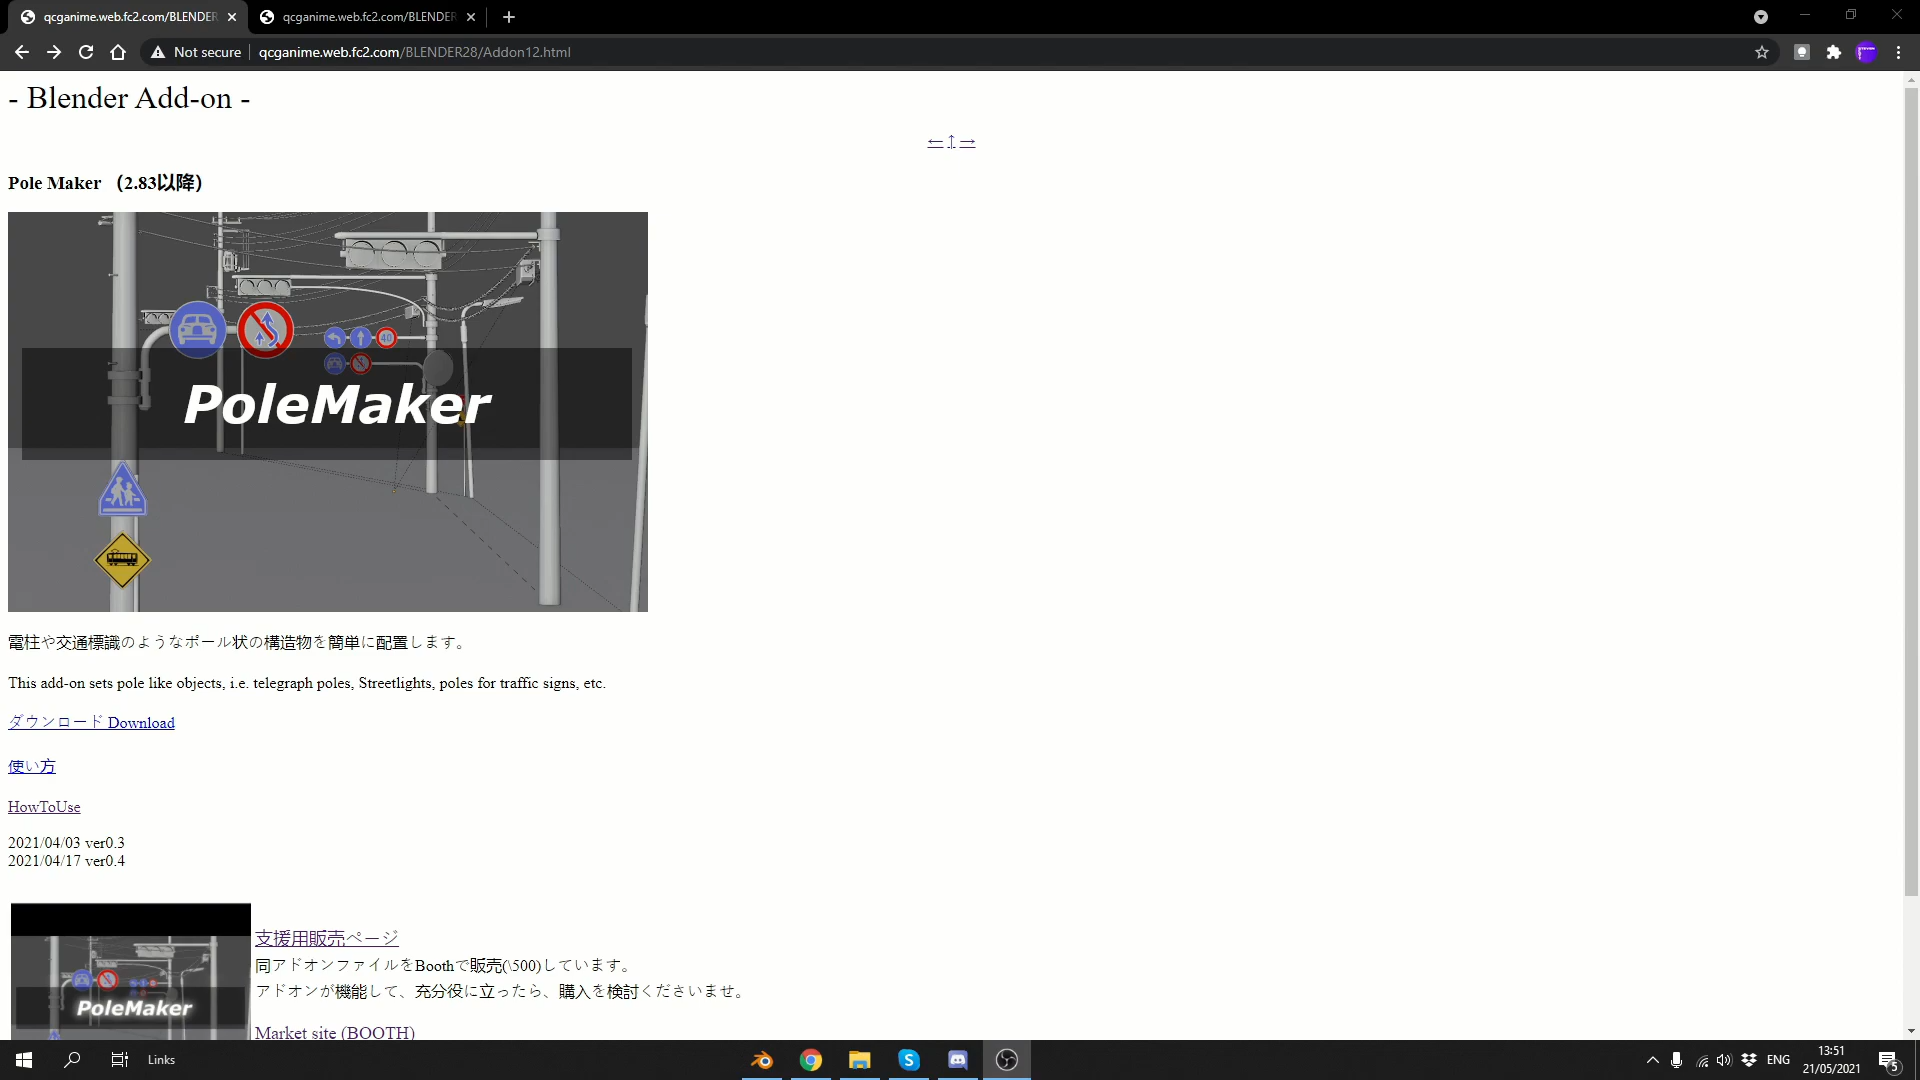 qcganime.web.fc2.com/BLENDER
qcganime.web.fc2.com/BLENDER
Not secure
qcganime.web.fc2.com/BLENDER28/Addon12.html
- Blender Add-on -
← ↑ →
Pole Maker （2.83以降）
40
PoleMaker
電柱や交通標識のようなポール状の構造物を簡単に配置します。
This add-on sets pole like objects, i.e. telegraph poles, Streetlights, poles for traffic signs, etc.
ダウンロード Download
使い方
HowToUse
2021/04/03 ver0.3
2021/04/17 ver0.4
PoleMaker
支援用販売ページ
同アドオンファイルをBoothで販売(\500)しています。
アドオンが機能して、充分役に立ったら、購入を検討くださいませ。
Market site (BOOTH)
Links
ENG
13:51
21/05/2021
5